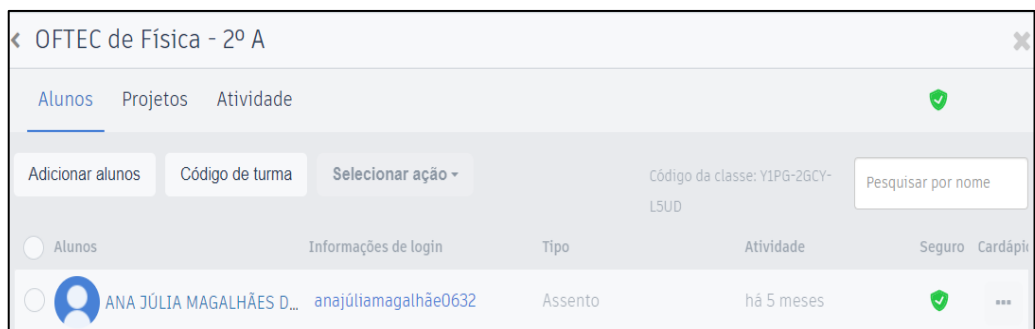 OFTEC de Física - 2º A
Alunos Projetos Atividade
Adicionar alunos Código de turma Selecionar ação Código da classe: Y1PG-2GCY-
L5UD
Pesquisar por nome
Alunos Informações de login Tipo Atividade Seguro Cardápio
ANA JÚLIA MAGALHÃES D... anajúliamagalhãe0632 Assento há 5 meses